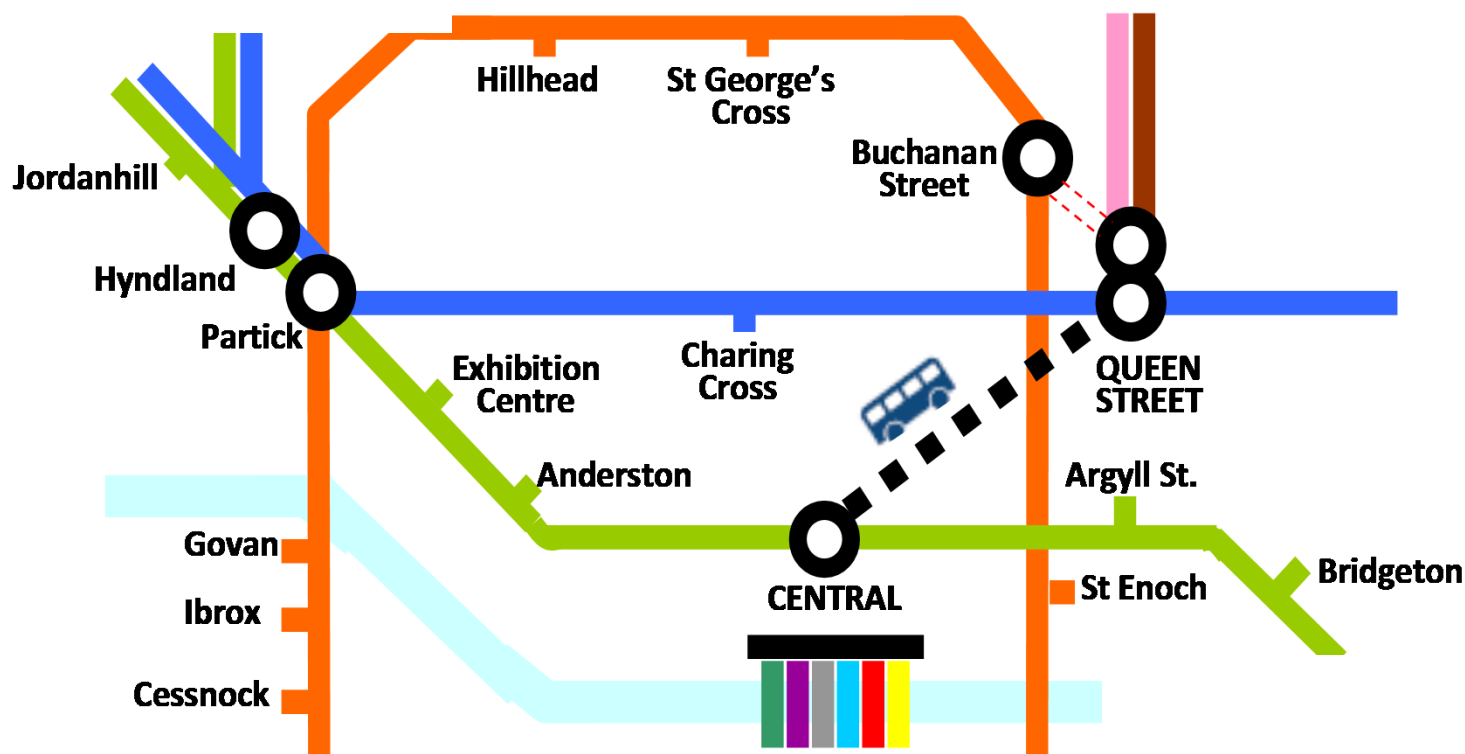 Hillhead
St George's
Cross
Buchanan
Street
Jordanhill
Hyndland
Partick
Exhibition
Centre
Charing
Cross
QUEEN
STREET
Anderston
Argyll St.
Govan
Ibrox
Cessnock
CENTRAL
St Enoch
Bridgeton